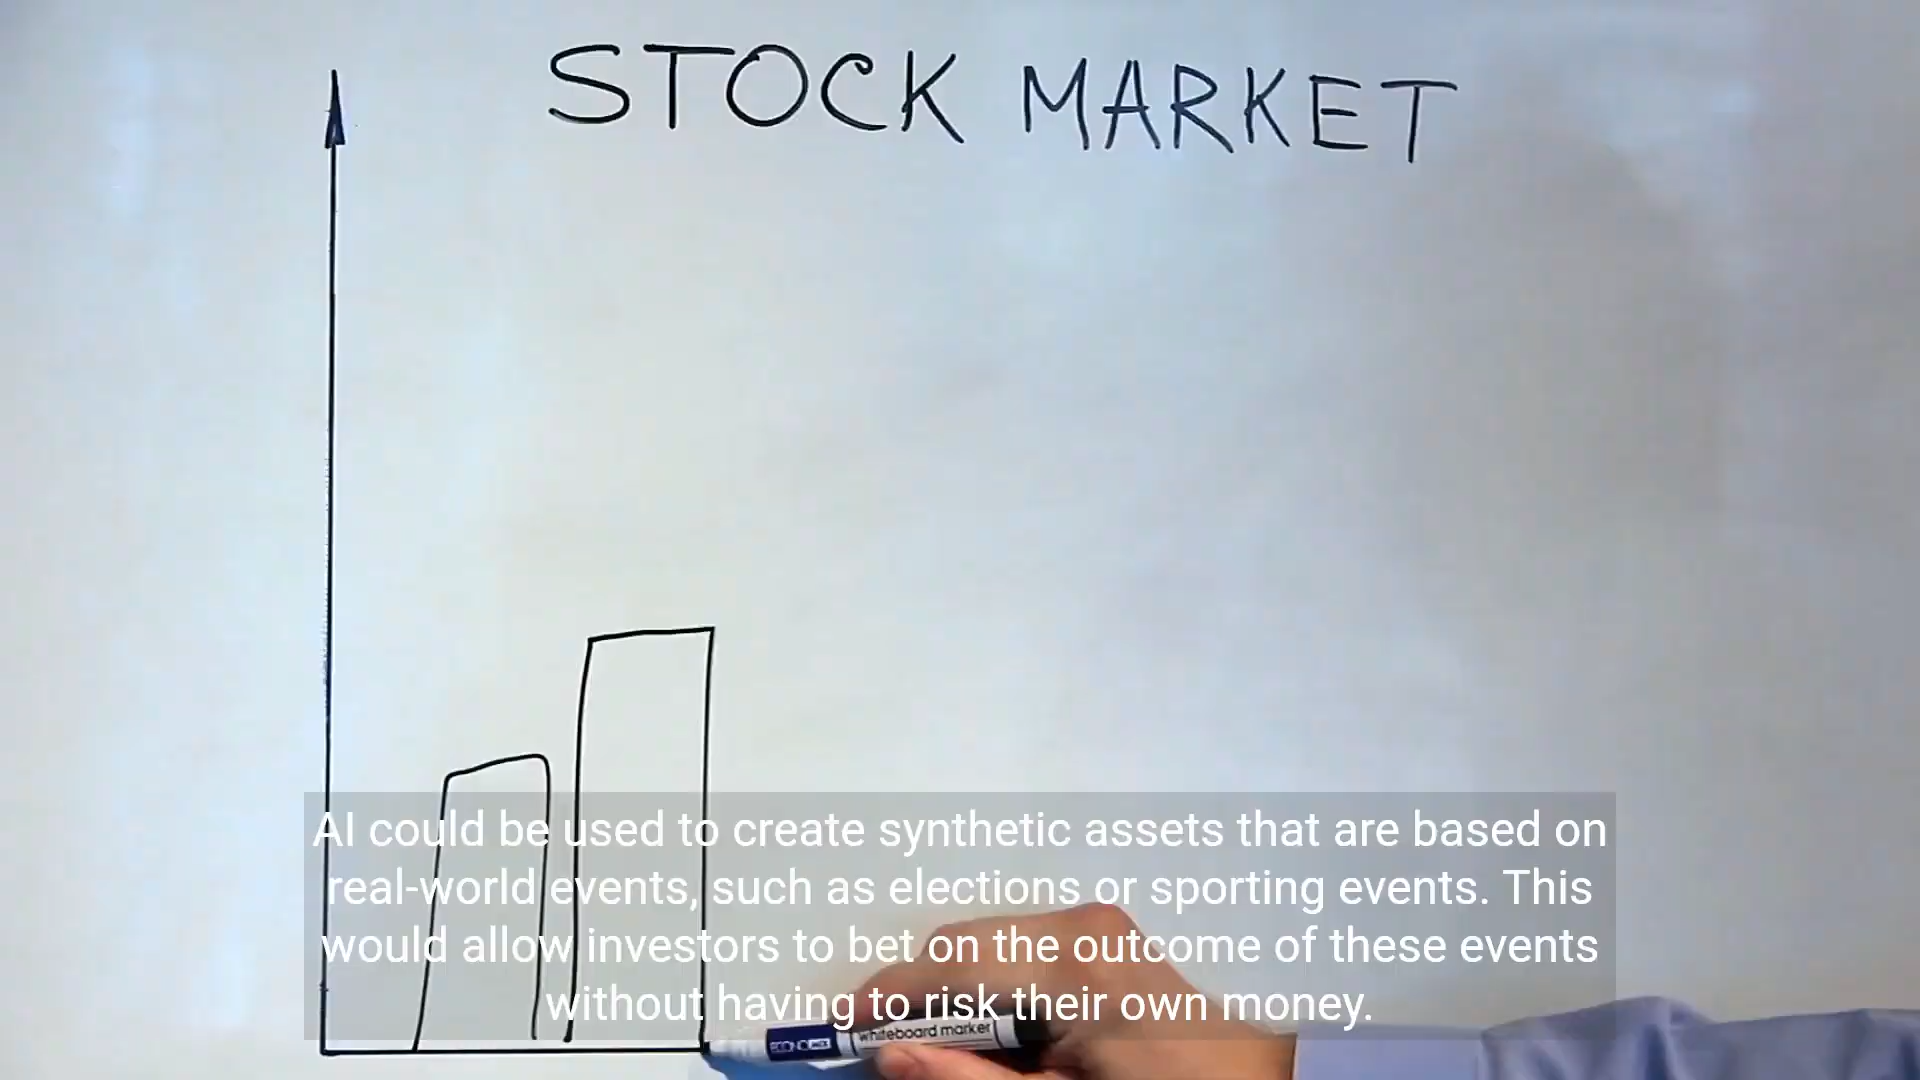 STOCK MARKET
AI could be used to create synthetic assets that are based on
real-world events, such as elections or sporting events. This
would allow investors to bet on the outcome of these events
without having to risk their own money.
whiteboard marker